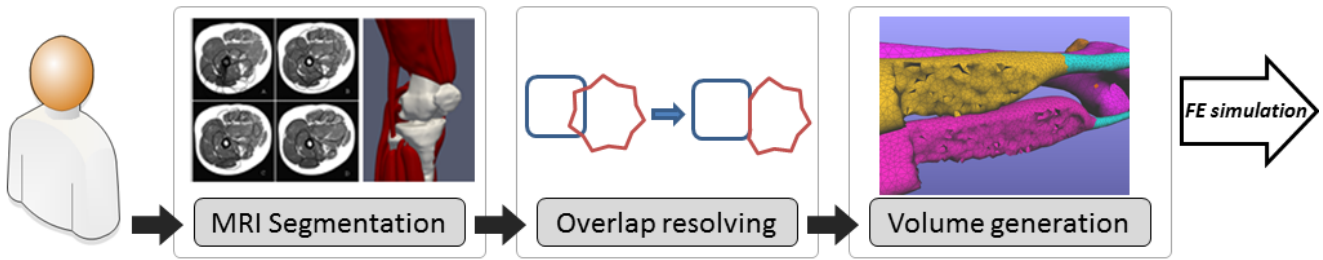 A
B
C
D
MRI Segmentation
Overlap resolving
Volume generation
FE simulation